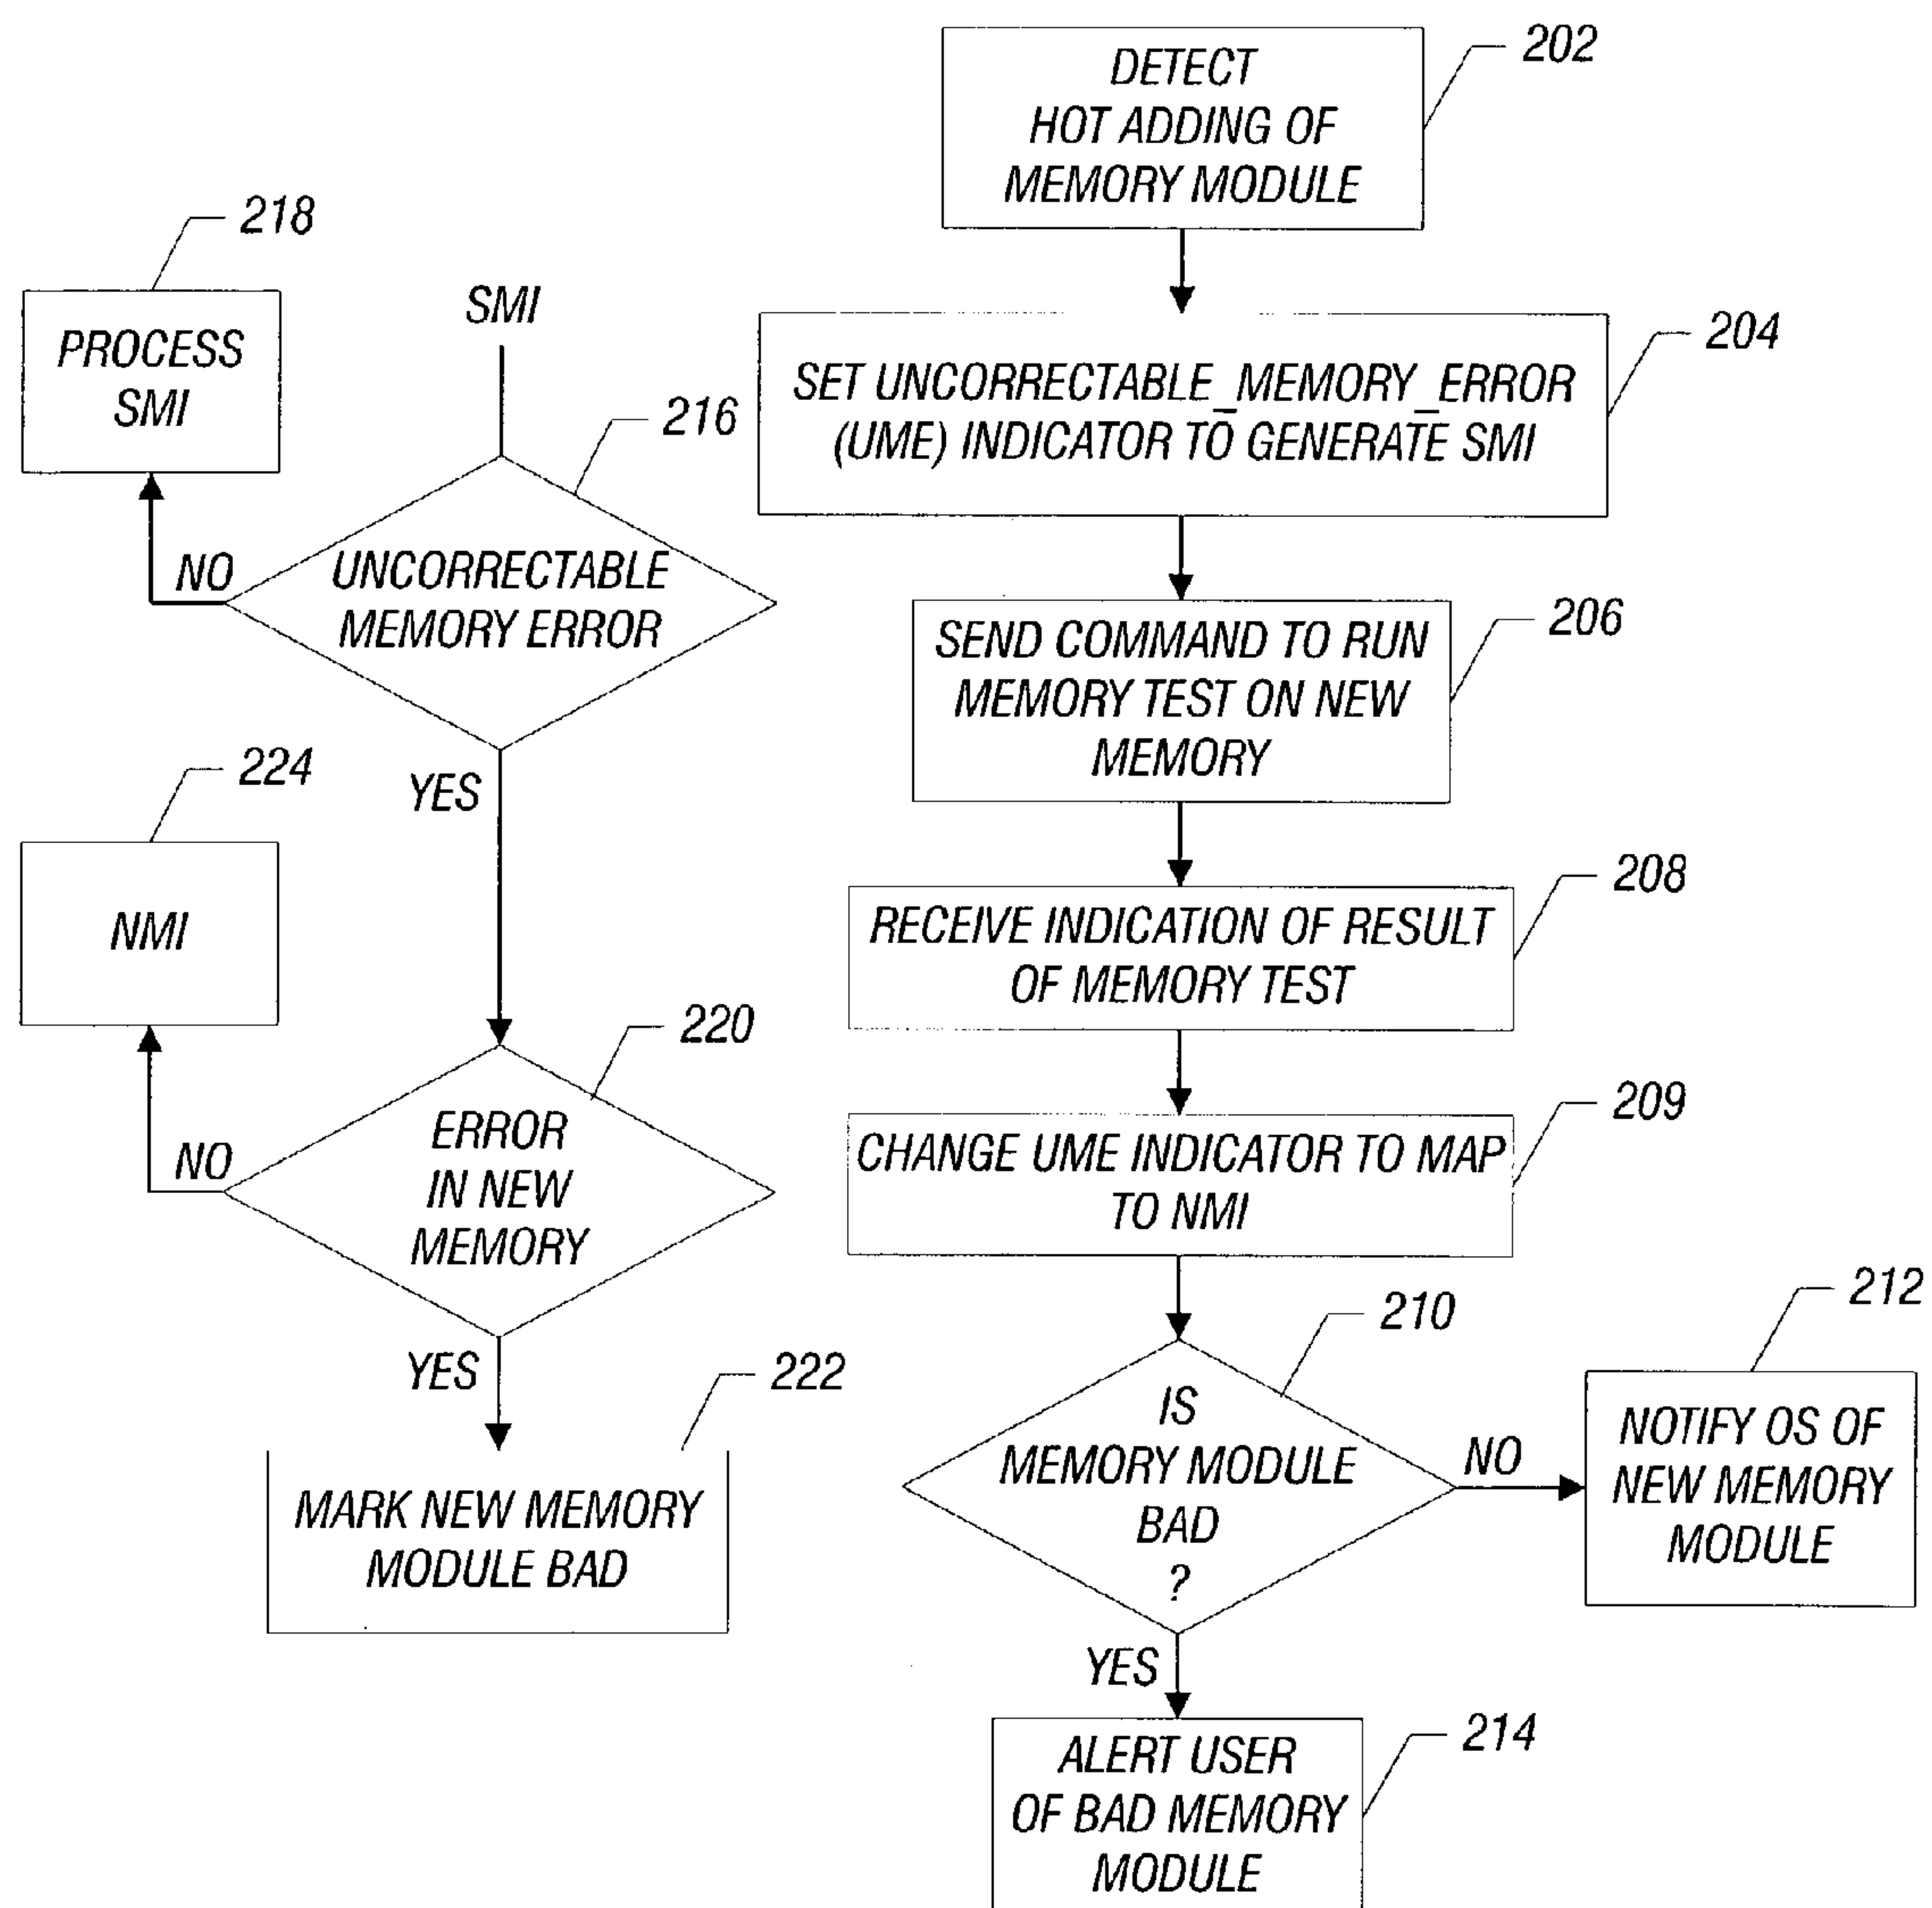 202
DETECT
HOT ADDING OF
MEMORY MODULE
204
SET UNCORRECTABLE_MEMORY_ERROR
(UME) INDICATOR TO GENERATE SMI
206
SEND COMMAND TO RUN
MEMORY TEST ON NEW
MEMORY
208
RECEIVE INDICATION OF RESULT
OF MEMORY TEST
209
CHANGE UME INDICATOR TO MAP
TO NMI
210
IS
MEMORY MODULE
BAD
?
NO
212
NOTIFY OS OF
NEW MEMORY
MODULE
YES
214
ALERT USER
OF BAD MEMORY
MODULE
SMI
216
UNCORRECTABLE
MEMORY ERROR
NO
218
PROCESS
SMI
YES
220
ERROR
IN NEW
MEMORY
NO
224
NMI
YES
222
MARK NEW MEMORY
MODULE BAD